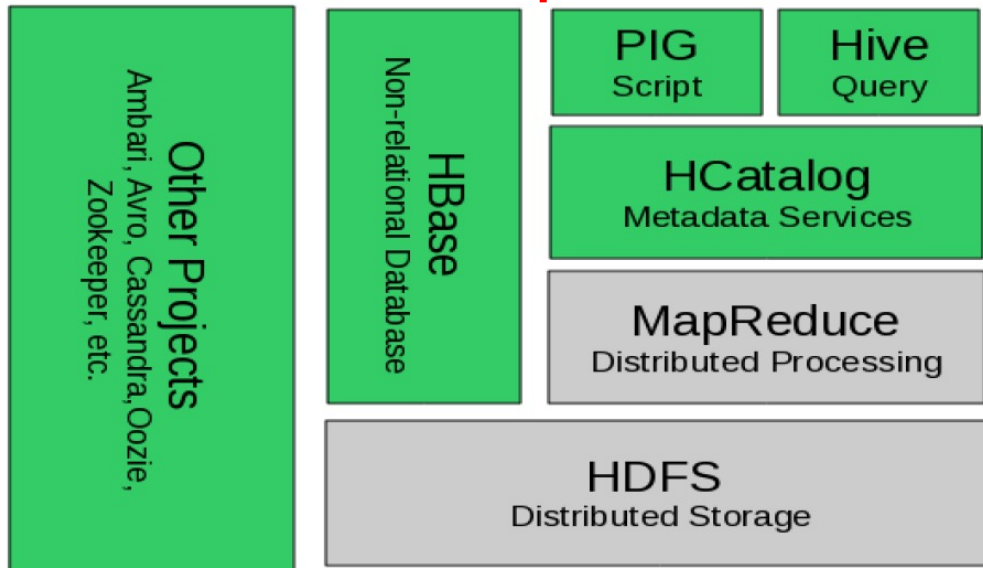 Other Projects
Ambari, Avro, Cassandra,Oozie,
Zookeeper, etc.
HBase
Non-relational Database
PIG
Script
Hive
Query
HCatalog
Metadata Services
MapReduce
Distributed Processing
HDFS
Distributed Storage